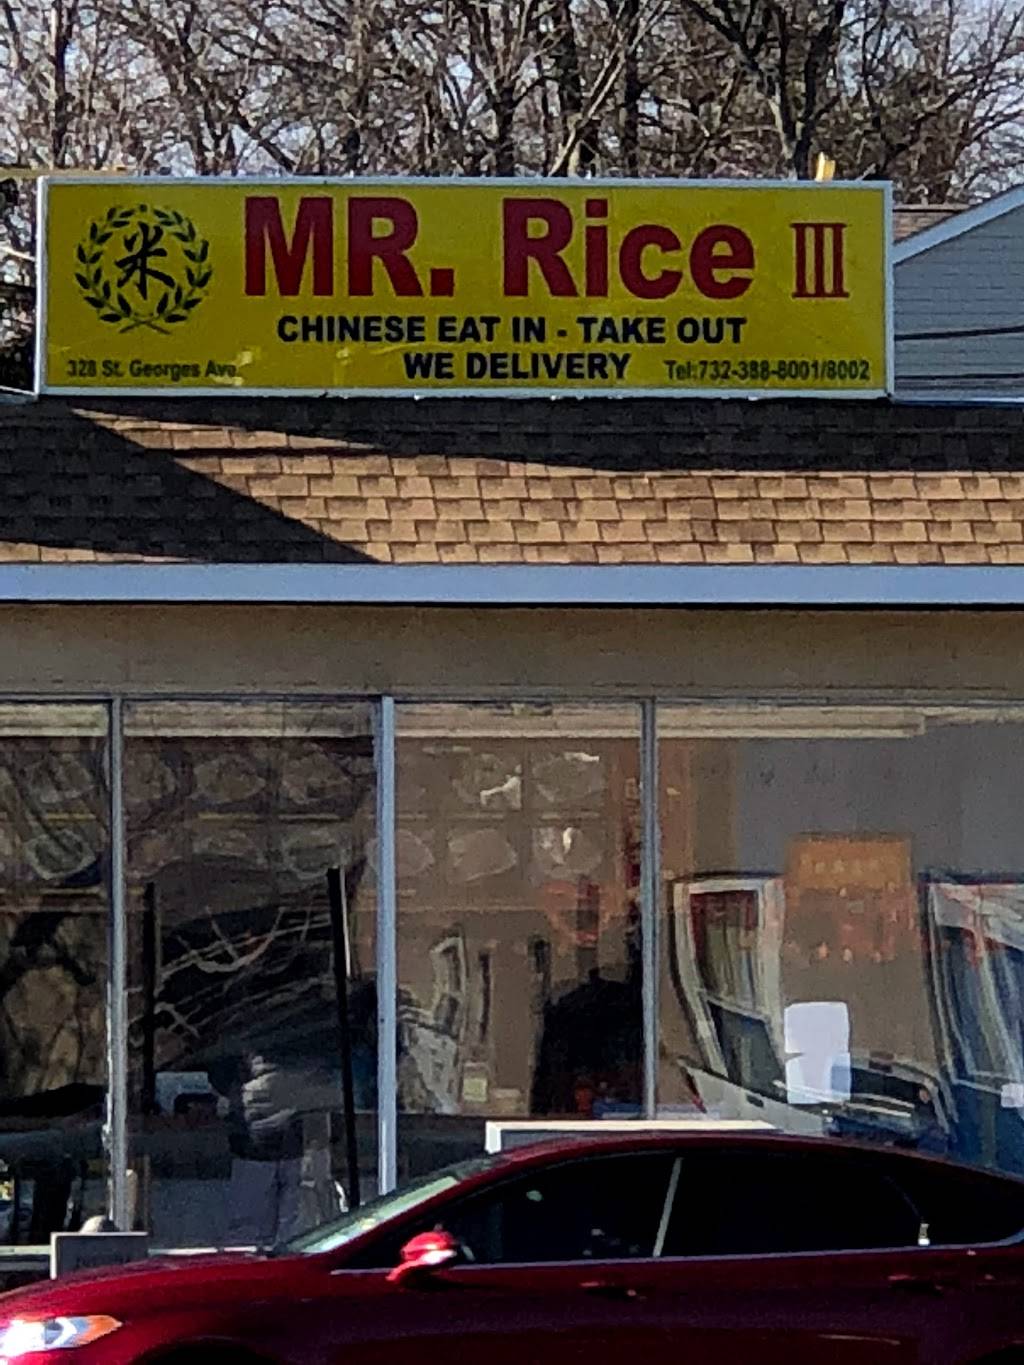 米
MR. Rice III
CHINESE EAT IN - TAKE OUT
WE DELIVERY
328 St. Georges Ave.
Tel:732-388-8001/8002